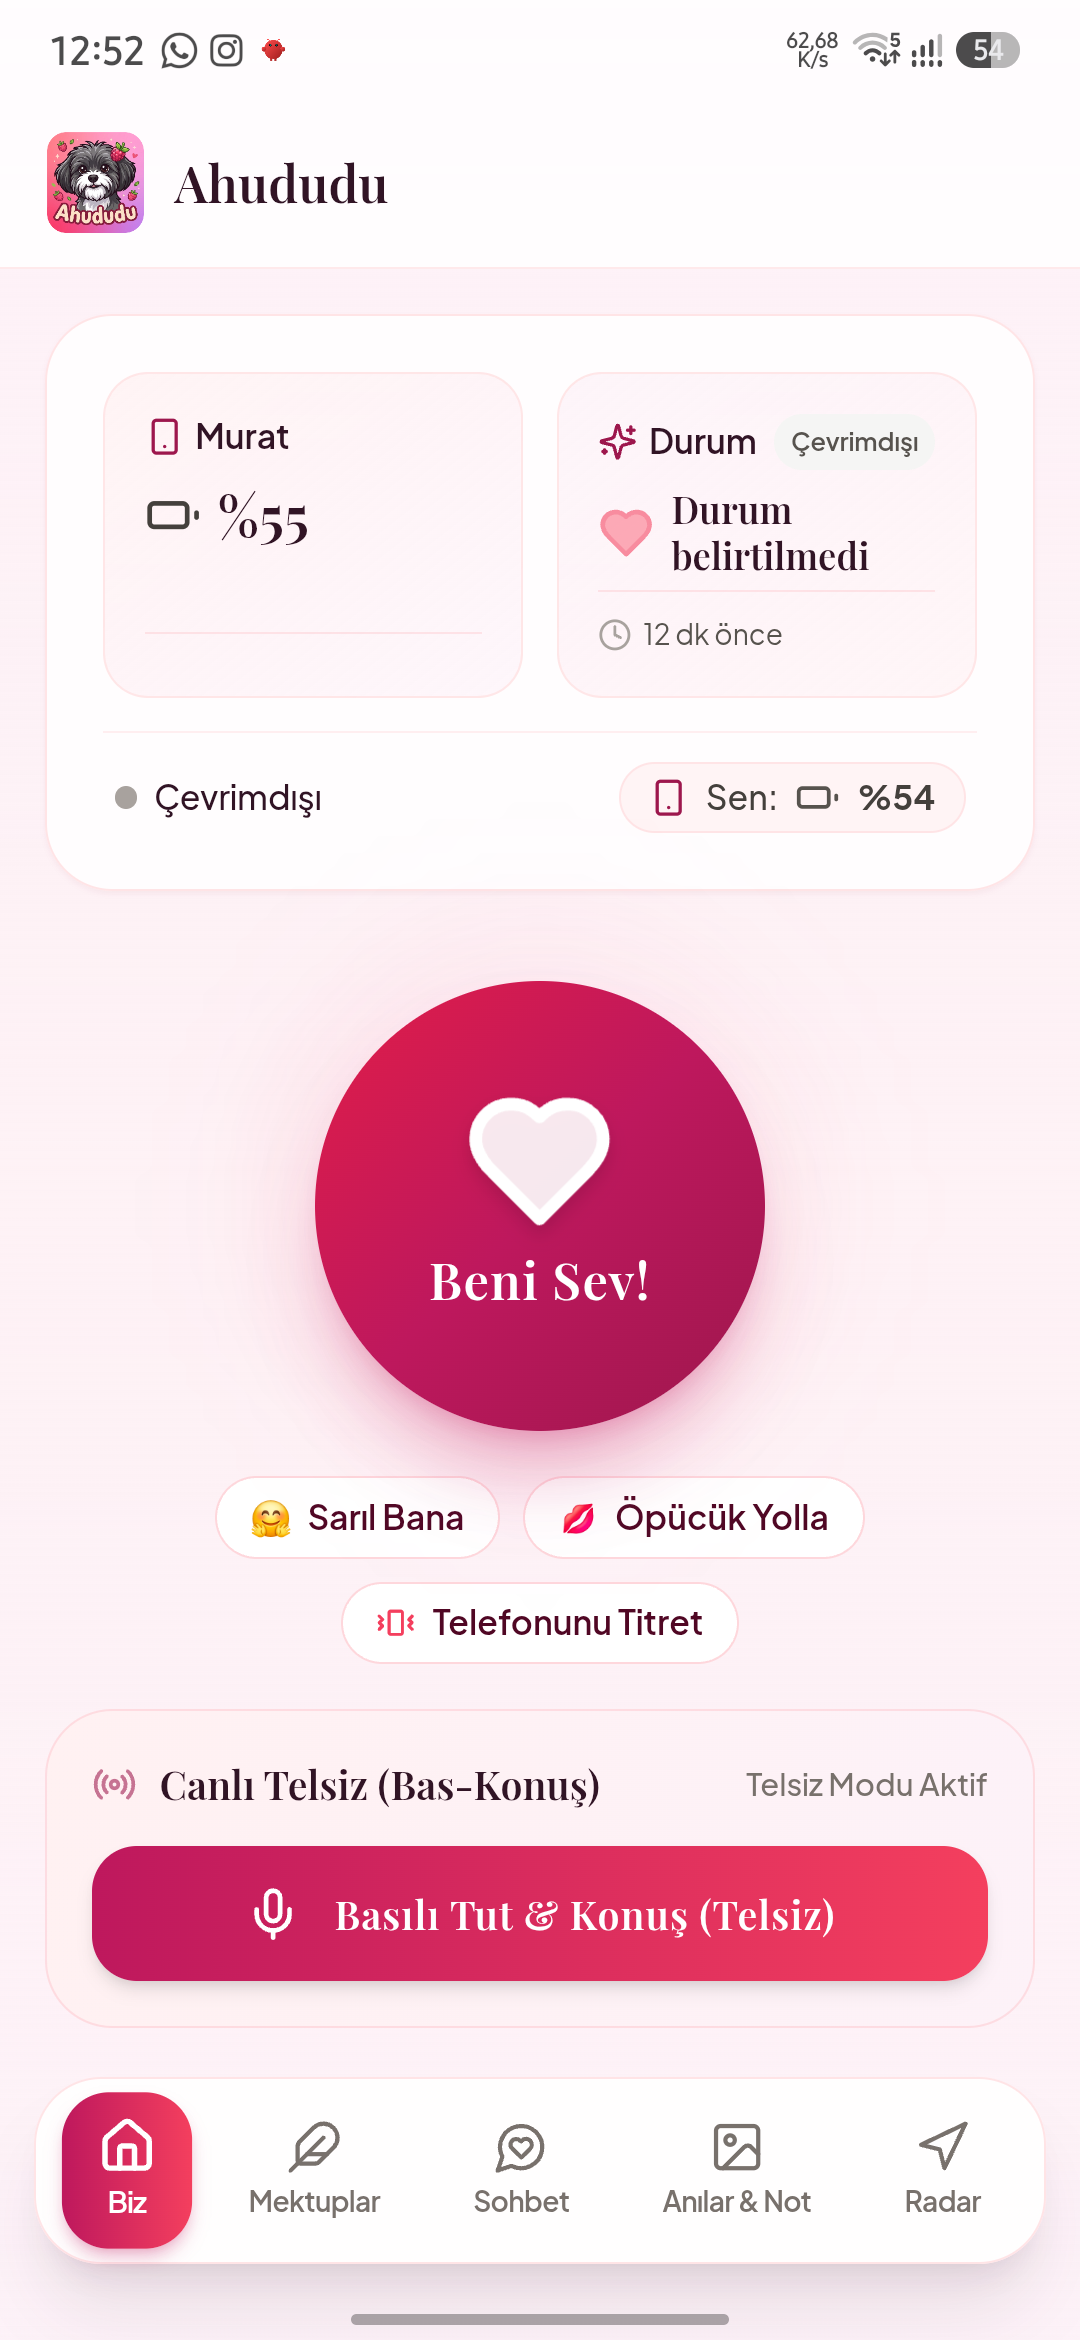 12:52
62,68
K/s
5
54
Ahududu
Ahududu
Murat
%55
Durum
Çevrimdışı
Durum
belirtilmedi
12 dk önce
Çevrimdışı
Sen:
%54
Beni Sev!
Sarıl Bana
Öpücük Yolla
Telefonunu Titret
Canlı Telsiz (Bas-Konuş)
Telsiz Modu Aktif
Basılı Tut & Konuş (Telsiz)
Biz
Mektuplar
Sohbet
Anılar & Not
Radar